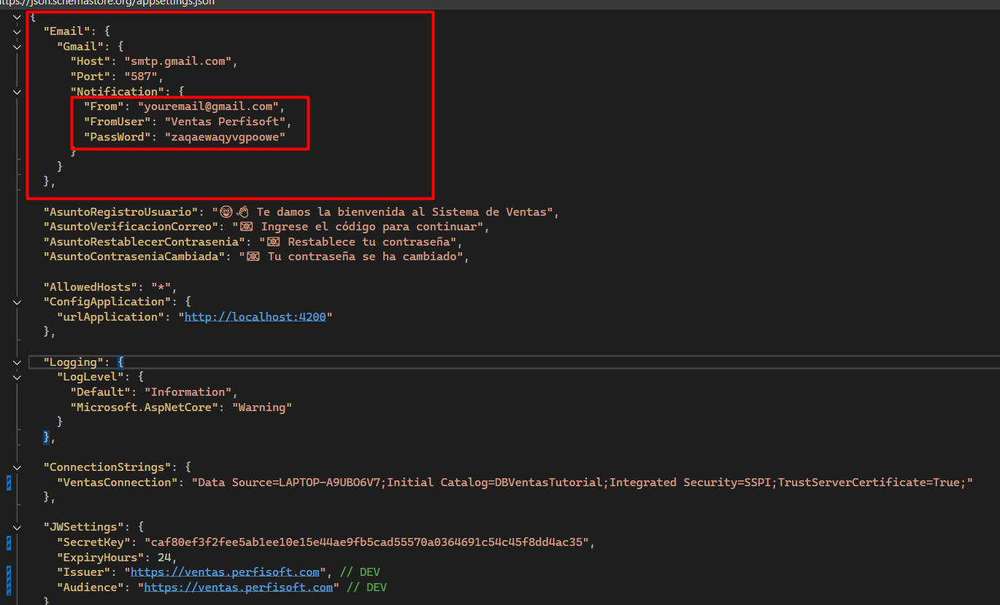 https://json.schemastore.org/appsettings.json
{
"Email": {
"Gmail": {
"Host": "smtp.gmail.com",
"Port": "587",
"Notification": {
"From": "youremail@gmail.com",
"FromUser": "Ventas Perfisoft",
"PassWord": "zaqaewaqyvgpoowe"
}
}
},
"AsuntoRegistroUsuario": "🤓👋 Te damos la bienvenida al Sistema de Ventas",
"AsuntoVerificacionCorreo": "📧 Ingrese el código para continuar",
"AsuntoRestablecerContrasenia": "📧 Restablece tu contraseña",
"AsuntoContraseniaCambiada": "📧 Tu contraseña se ha cambiado",
"AllowedHosts": "*",
"ConfigApplication": {
"urlApplication": "http://localhost:4200"
},
"Logging": {
"LogLevel": {
"Default": "Information",
"Microsoft.AspNetCore": "Warning"
}
},
"ConnectionStrings": {
"VentasConnection": "Data Source=LAPTOP-A9UBO6V7;Initial Catalog=DBVentasTutorial;Integrated Security=SSPI;TrustServerCertificate=True;"
},
"JWSettings": {
"SecretKey": "caf80ef3f2fee5ab1ee10e15e44ae9fb5cad55570a0364691c54c45f8dd4ac35",
"ExpiryHours": 24,
"Issuer": "https://ventas.perfisoft.com", // DEV
"Audience": "https://ventas.perfisoft.com" // DEV
}